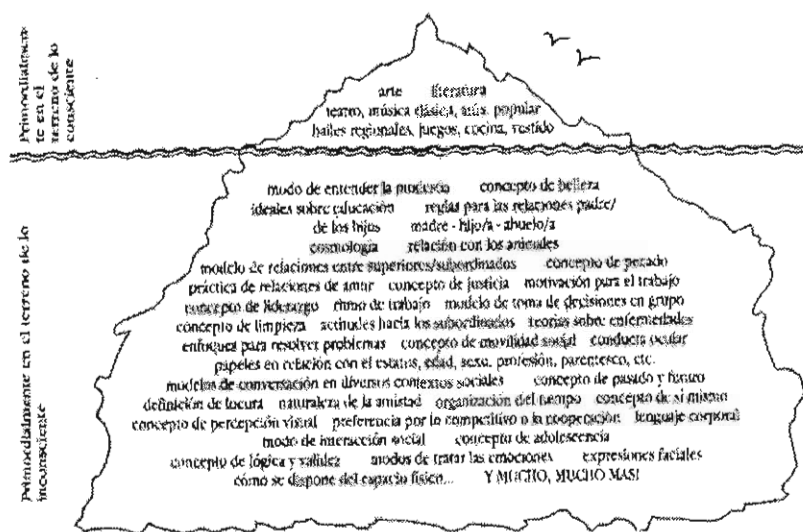 Primordialmen-
te en el
terreno de lo
consciente
arte literatura
teatro, música clásica, mús. popular
bailes regionales, juegos, cocina, vestido
Primordialmente en el terreno de lo
inconsciente
modo de entender la modestia concepto de belleza
ideales sobre educación reglas para las relaciones padre/
de los hijos madre - hijo/a - abuelo/a
cosmología relación con los animales
modelo de relaciones entre superiores/subordinados concepto de pecado
práctica de relaciones de amor concepto de justicia motivación para el trabajo
concepto de liderazgo ritmo de trabajo modelo de toma de decisiones en grupo
concepto de limpieza actitudes hacia los subordinados teorías sobre enfermedades
enfoques para resolver problemas concepto de movilidad social conducta ocular
papeles en relación con el estatus, edad, sexo, profesión, parentesco, etc.
modelos de conversación en diversos contextos sociales concepto de pasado y futuro
definición de locura naturaleza de la amistad organización del tiempo concepto de sí mismo
concepto de percepción visual preferencia por lo competitivo o la cooperación lenguaje corporal
modo de interacción social concepto de adolescencia
concepto de lógica y validez modos de tratar las emociones expresiones faciales
cómo se dispone del espacio físico... Y MUCHO, MUCHO MAS!